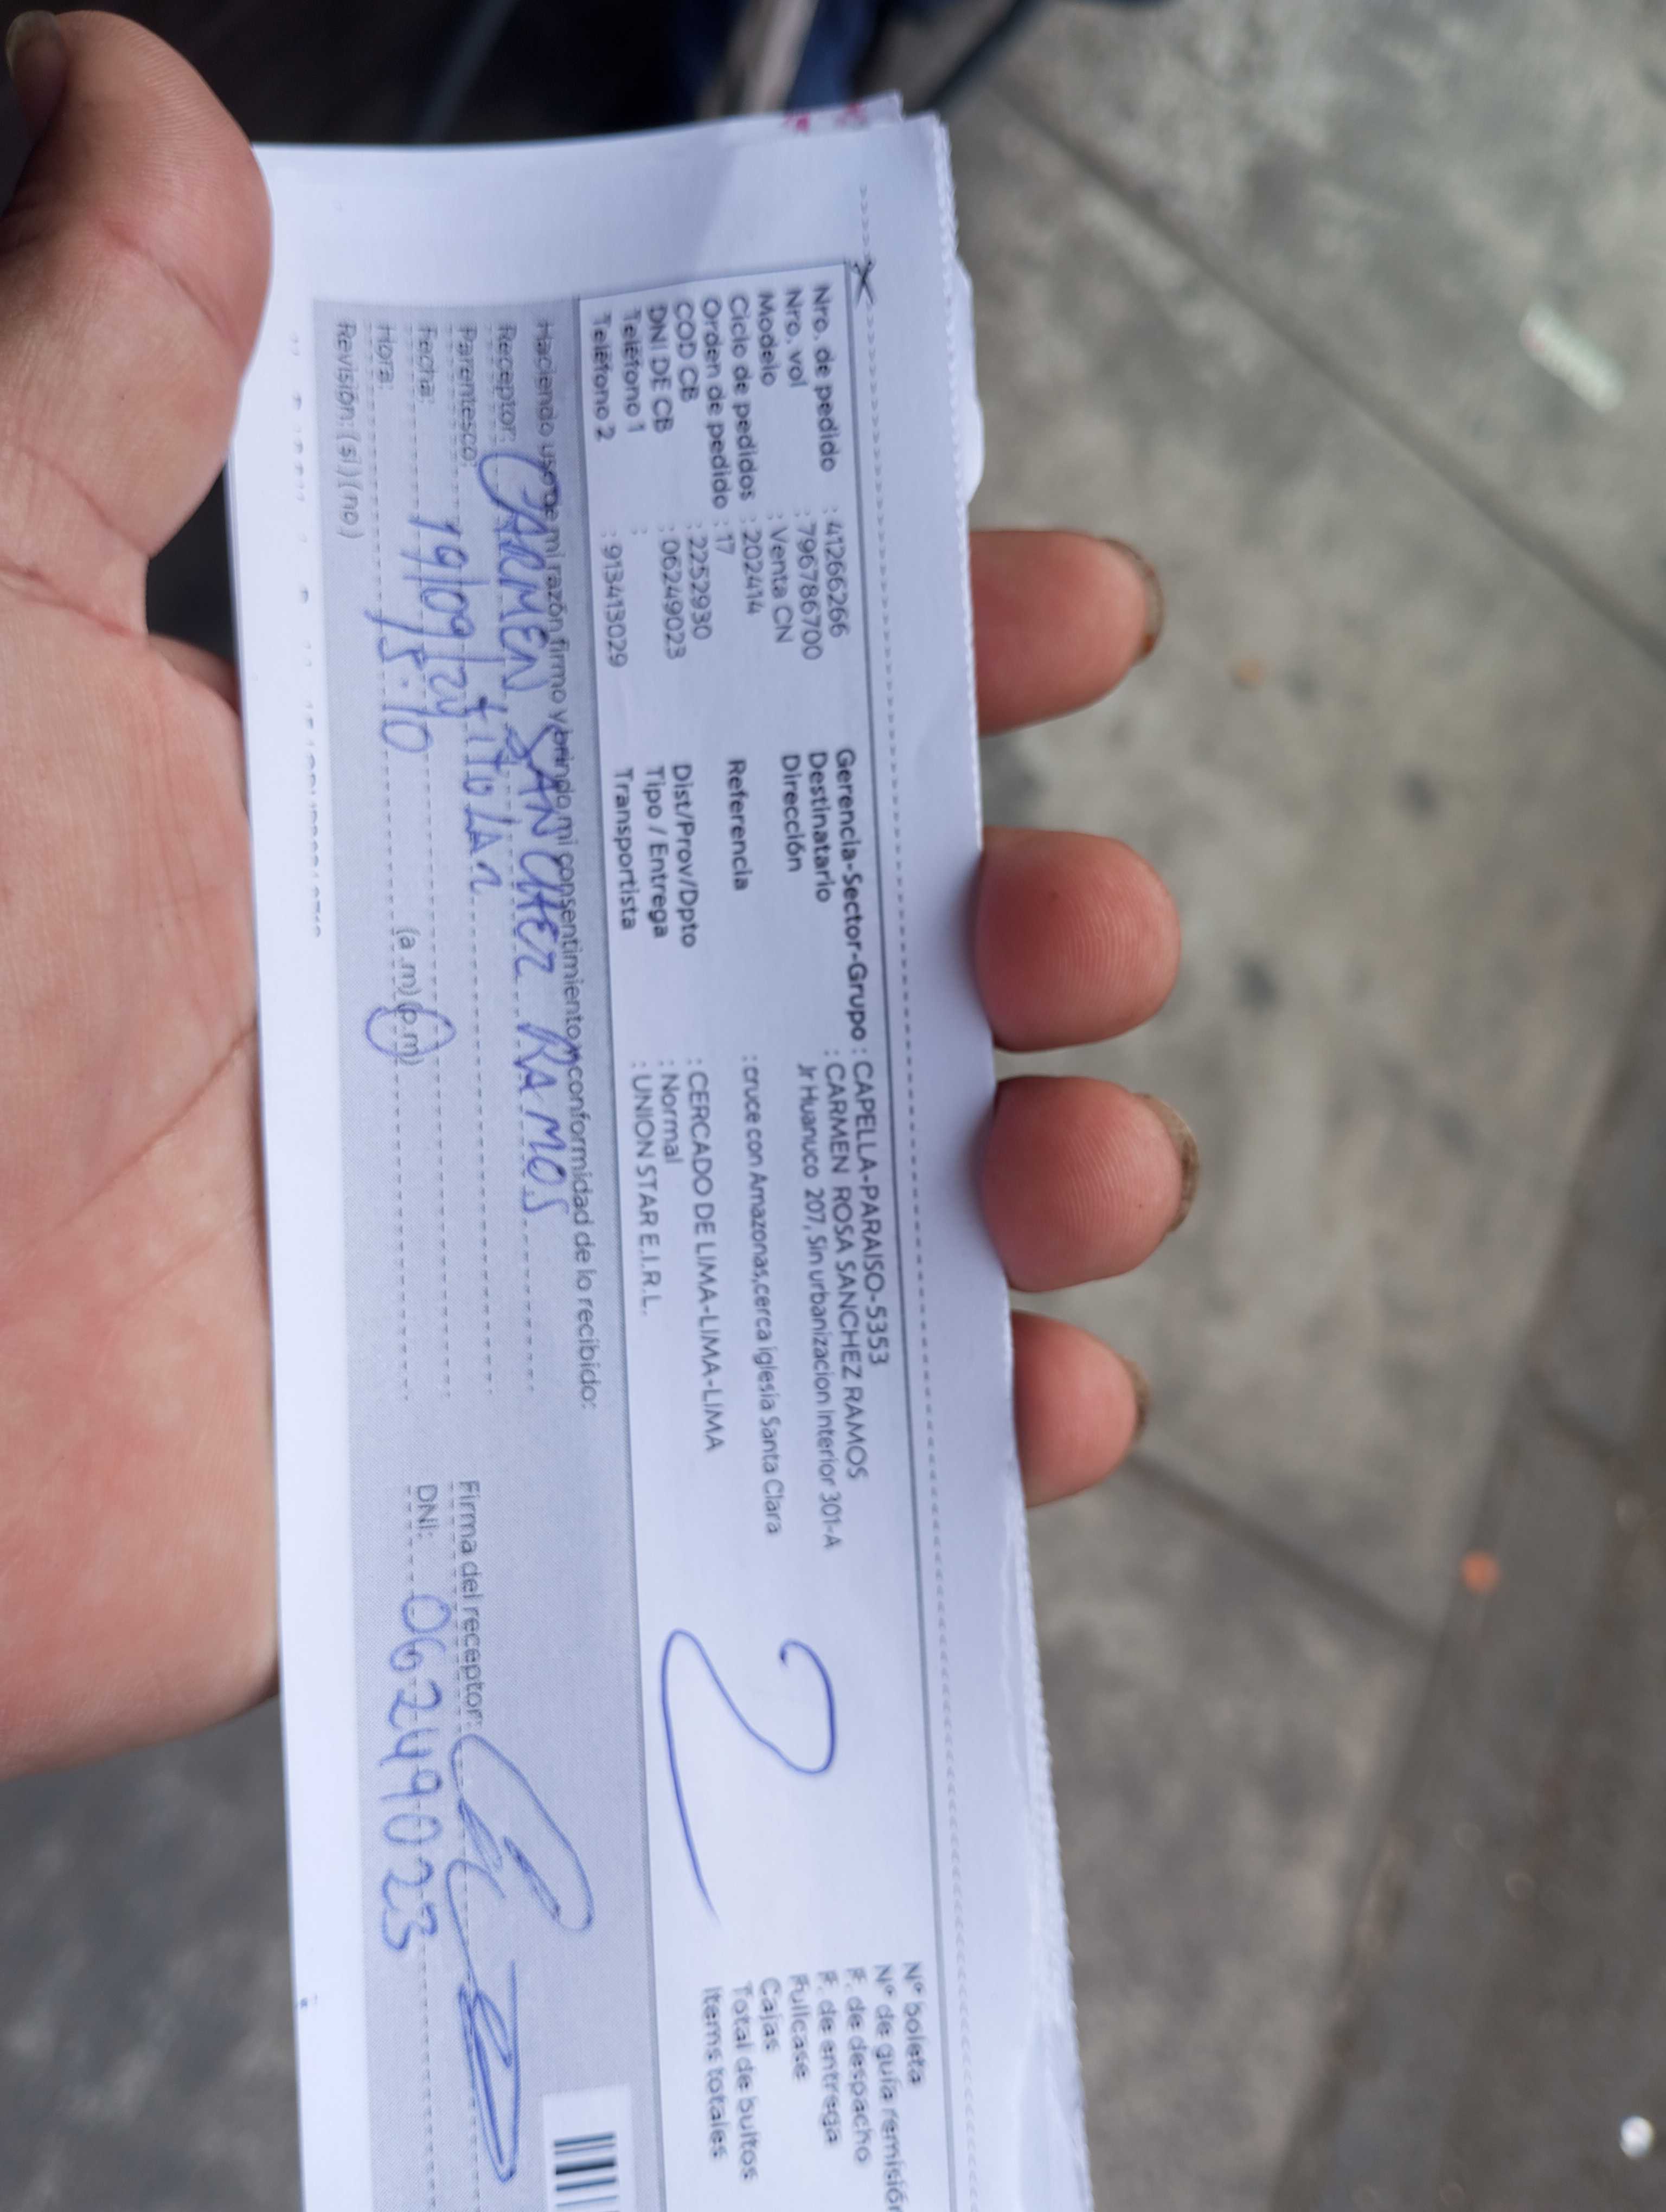 Nro. de pedido : 41266266
Nro. vol : 796786700
Modelo : Venta CN
Ciclo de pedidos : 202414
Orden de pedido : 17
COD CB : 2252930
DNI DE CB : 06249023
Teléfono 1 :
Teléfono 2 : 913413029
Gerencia-Sector-Grupo : CAPELLA-PARAISO-5353
Destinatario : CARMEN ROSA SANCHEZ RAMOS
Dirección Jr Huanuco 207, Sin urbanizacion Interior 301-A
Referencia : cruce con Amazonas,cerca iglesia Santa Clara
Dist/Prov/Dpto : CERCADO DE LIMA-LIMA-LIMA
Tipo / Entrega : Normal
Transportista : UNION STAR E.I.R.L.
2
N° boleta
N° de guía remisión
F. de despacho
F. de entrega
Fullcase
Cajas
Total de bultos
Items totales
Haciendo uso de mi razón firmo y brindo mi consentimiento y conformidad de lo recibido:
Receptor: CARMEN SANCHEZ RAMOS
Parentesco: titular
Fecha: 19/09/24
Hora: 15:10 (a.m) (p.m)
Revisión: (sí) (no)
Firma del receptor:
DNI: 06249023